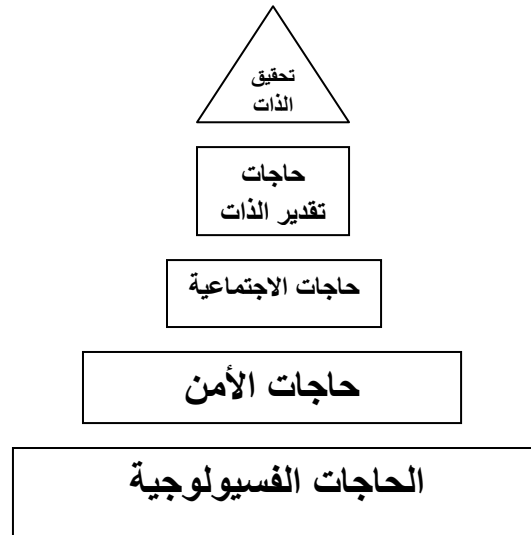 تحقيق
الذات
حاجات
تقدير الذات
حاجات الاجتماعية
حاجات الأمن
الحاجات الفسيولوجية